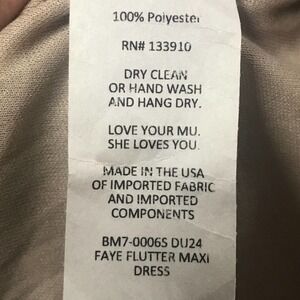 100% Polyester
RN# 133910
DRY CLEAN
OR HAND WASH
AND HANG DRY.
LOVE YOUR MU.
SHE LOVES YOU.
MADE IN THE USA
OF IMPORTED FABRIC
AND IMPORTED
COMPONENTS
BM7-0006S DU24
FAYE FLUTTER MAXI
DRESS